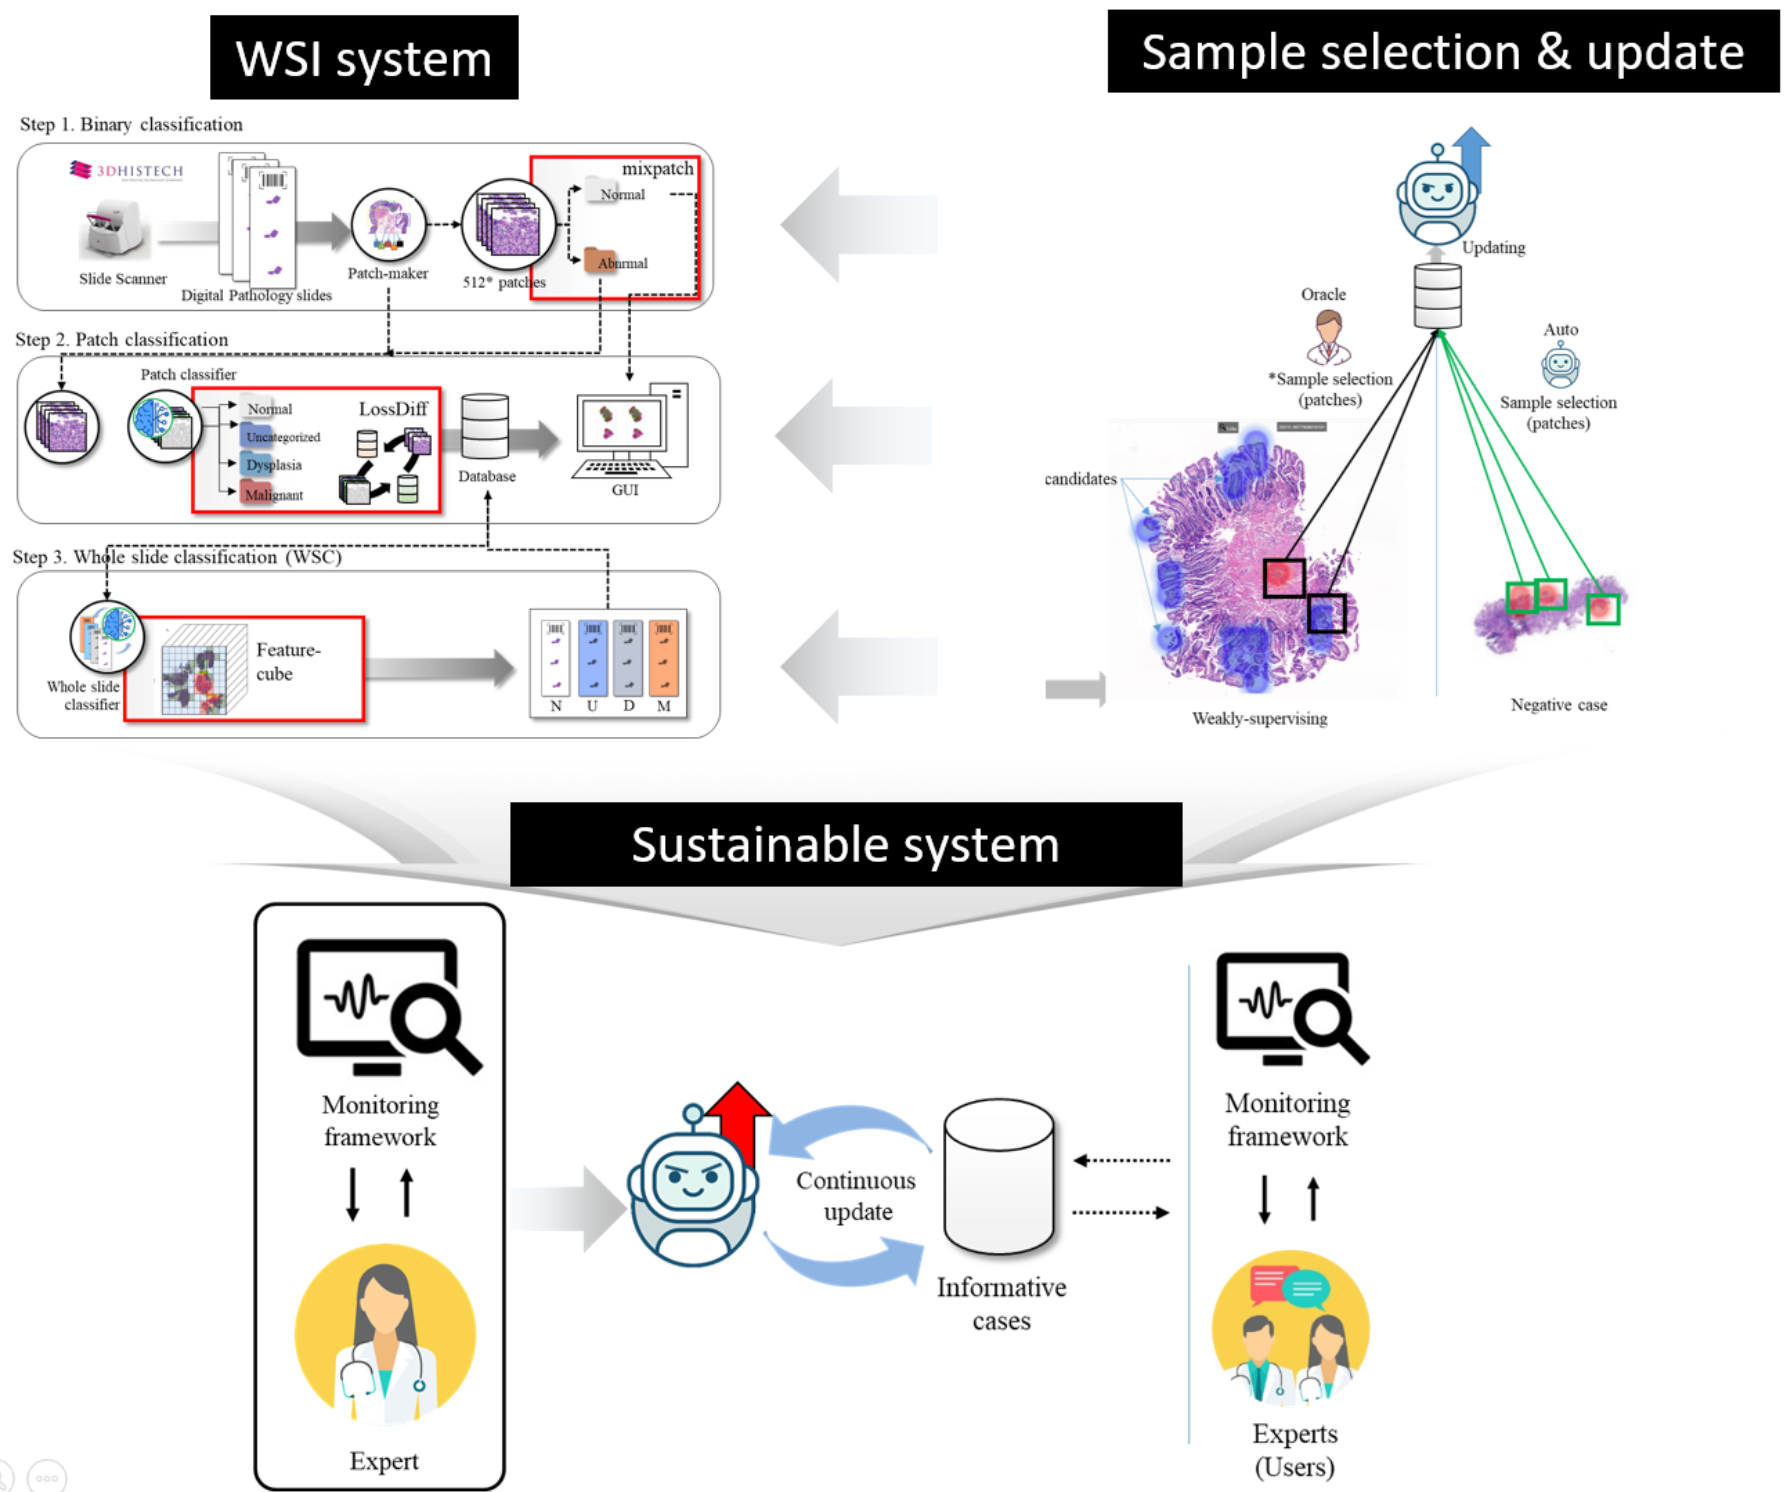 WSI system
Sample selection & update
Step 1. Binary classification
3DHISTECH
mixpatch
Normal
Abnrmal
Slide Scanner
Digital Pathology slides
Patch-maker
512* patches
Step 2. Patch classification
Patch classifier
Normal
Uncategorized
Dysplasia
Malignant
LossDiff
Database
GUI
Step 3. Whole slide classification (WSC)
Whole slide
classifier
Feature-
cube
N U D M
Updating
Oracle
*Sample selection
(patches)
Auto
Sample selection
(patches)
candidates
Weakly-supervising
Negative case
Sustainable system
Monitoring
framework
Expert
Continuous
update
Informative
cases
Monitoring
framework
Experts
(Users)